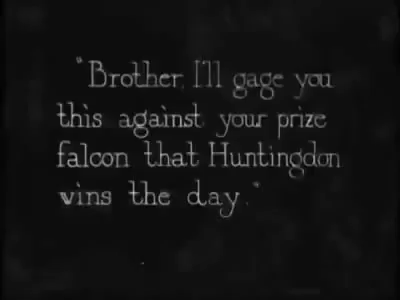 "Brother, I'll gage you
this against your prize
falcon that Huntingdon
wins the day."